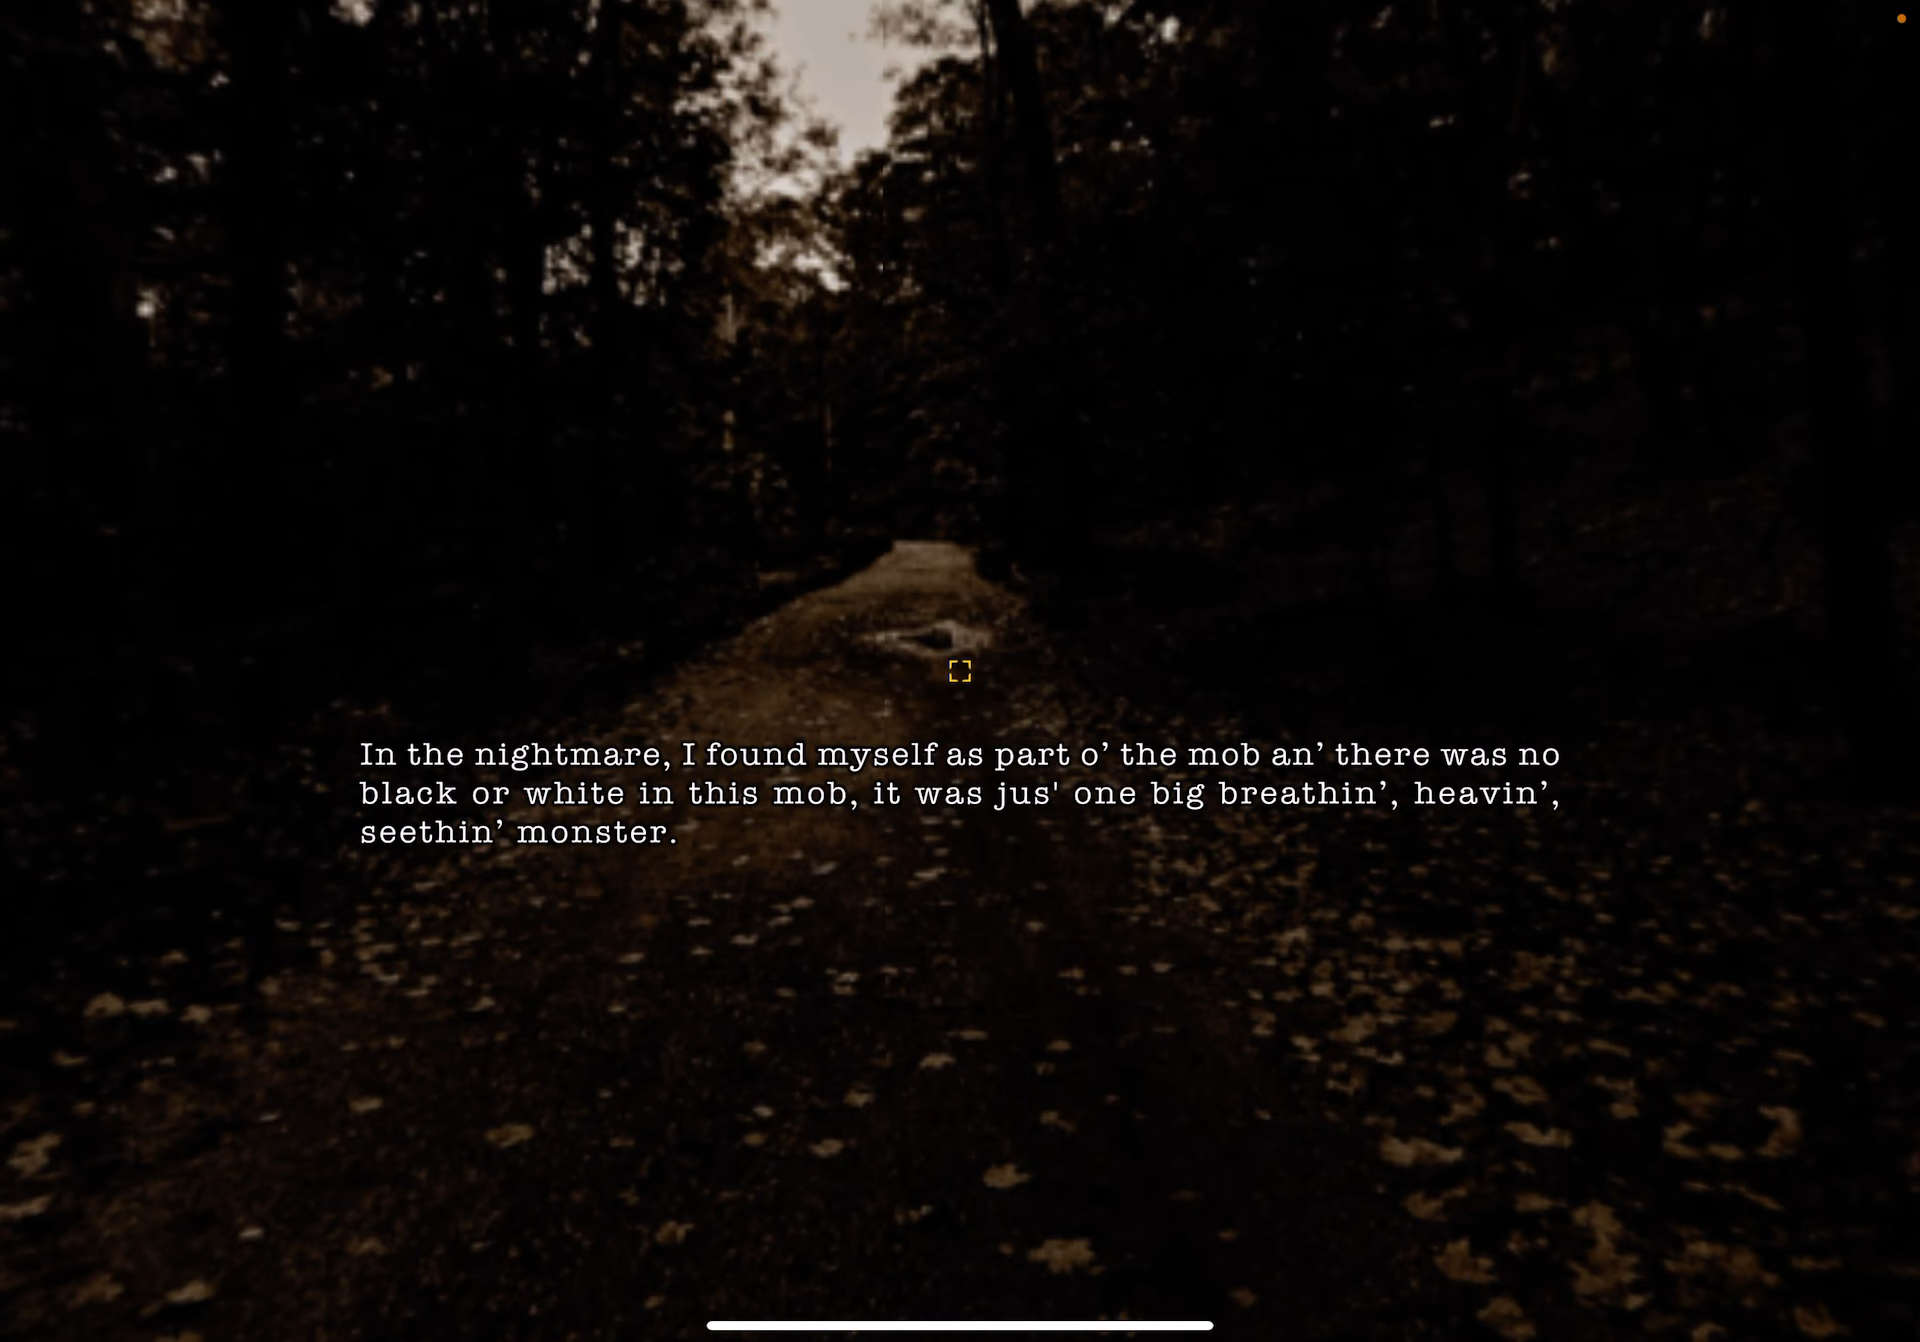 In the nightmare, I found myself as part o’ the mob an’ there was no
black or white in this mob, it was jus' one big breathin’, heavin’,
seethin’ monster.